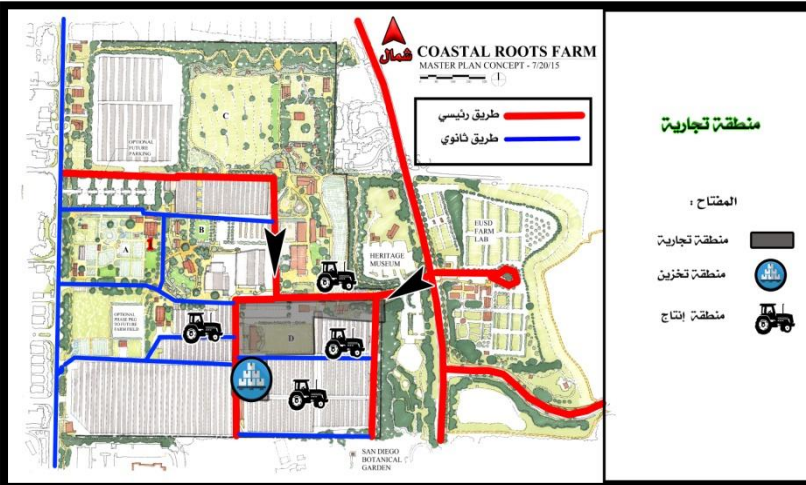 شمال
COASTAL ROOTS FARM
MASTER PLAN CONCEPT - 7/20/15
طريق رئيسي
طريق ثانوي
OPTIONAL
FUTURE
PARKING
C
A
1
B
HERITAGE
MUSEUM
EUSD
FARM
LAB
D
SAN DIEGO
BOTANICAL
GARDEN
منطقة تجارية
المفتاح :
منطقة تجارية
منطقة تخزين
منطقة إنتاج